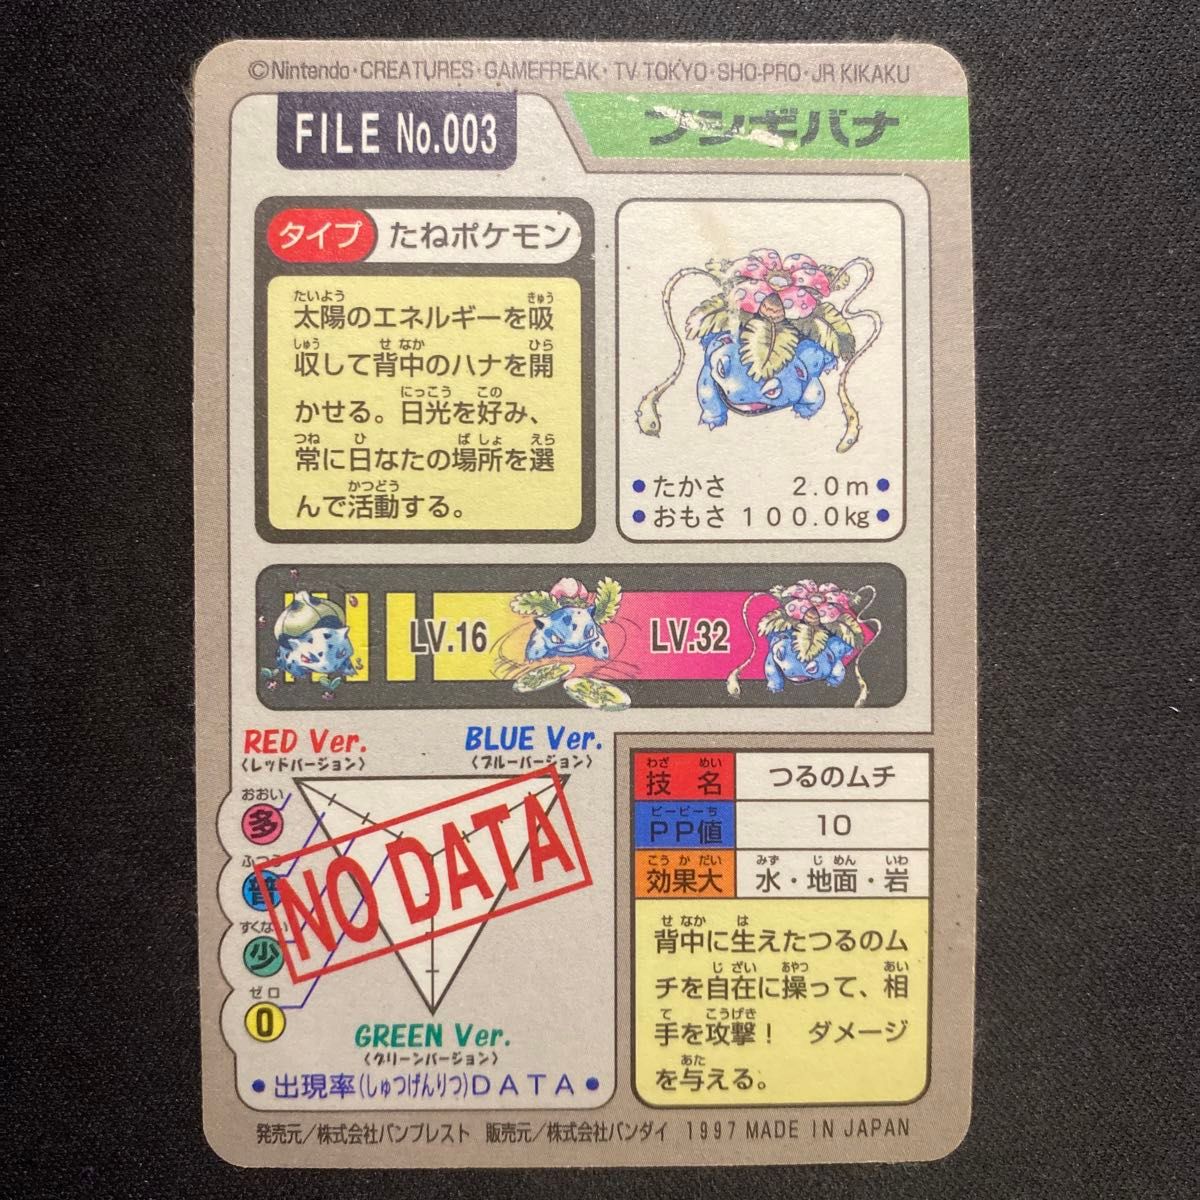 ©Nintendo・CREATURES・GAMEFREAK・TV TOKYO・SHO-PRO・JR KIKAKU
FILE No.003
フシギバナ
タイプ たねポケモン
たいよう きゅう
太陽のエネルギーを吸
しゅう せ なか ひら
収して背中のハナを開
にっこう この
かせる。日光を好み、
つね ひ ば しょ えら
常に日なたの場所を選
かつどう
んで活動する。
・たかさ 2.0m・
・おもさ 100.0kg・
LV.16 LV.32
RED Ver.
〈レッドバージョン〉
BLUE Ver.
〈ブルーバージョン〉
おおい
多
ふつう
普
すくない
少
ゼロ
0
NO DATA
GREEN Ver.
〈グリーンバージョン〉
・出現率(しゅつげんりつ)DATA・
わざ めい
技名 つるのムチ
ピーピーち
PP値 10
こう か だい みず じ めん いわ
効果大 水・地面・岩
せ なか は
背中に生えたつるのム
じ ざい あやつ あい
チを自在に操って、相
て こうげき
手を攻撃! ダメージ
あた
を与える。
発売元/株式会社バンプレスト 販売元/株式会社バンダイ 1997 MADE IN JAPAN